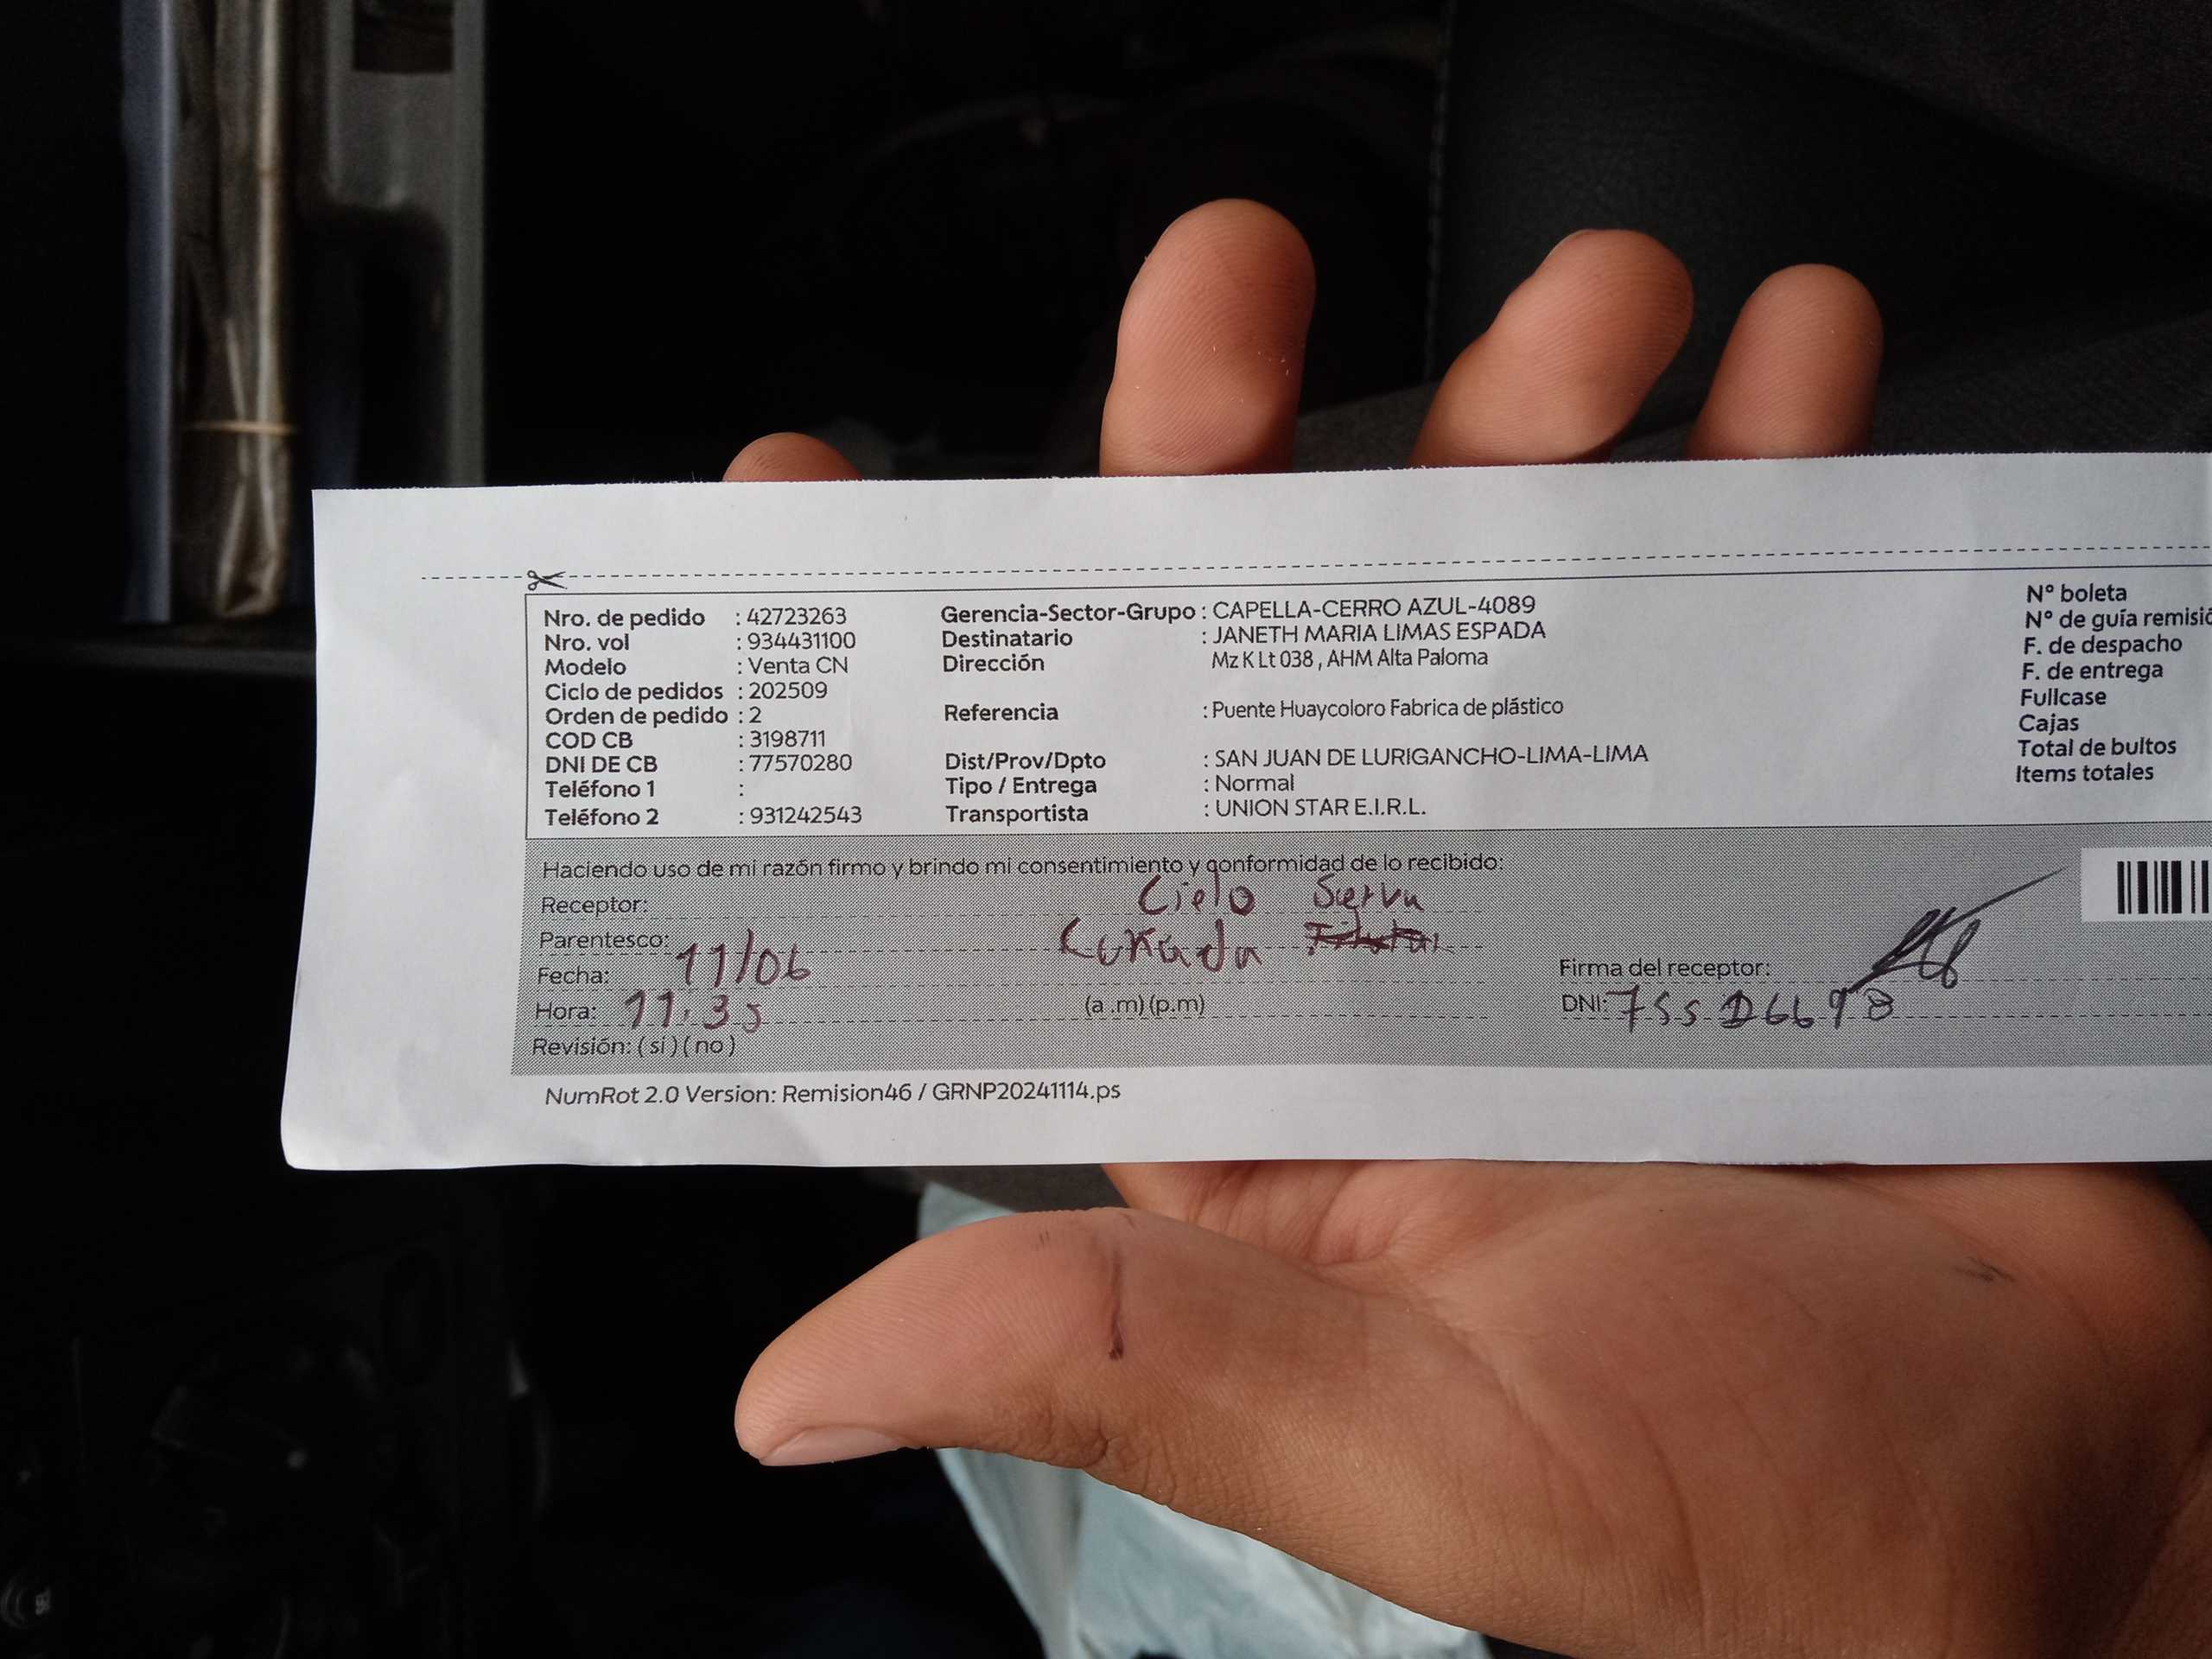 Nro. de pedido : 42723263
Nro. vol : 934431100
Modelo : Venta CN
Ciclo de pedidos : 202509
Orden de pedido : 2
COD CB : 3198711
DNI DE CB : 77570280
Teléfono 1 :
Teléfono 2 : 931242543
Gerencia-Sector-Grupo : CAPELLA-CERRO AZUL-4089
Destinatario : JANETH MARIA LIMAS ESPADA
Dirección Mz K Lt 038 , AHM Alta Paloma
Referencia : Puente Huaycoloro Fabrica de plástico
Dist/Prov/Dpto : SAN JUAN DE LURIGANCHO-LIMA-LIMA
Tipo / Entrega : Normal
Transportista : UNION STAR E.I.R.L.
N° boleta
N° de guía remisió
F. de despacho
F. de entrega
Fullcase
Cajas
Total de bultos
Items totales
Haciendo uso de mi razón firmo y brindo mi consentimiento y conformidad de lo recibido:
Receptor: Cielo
Parentesco: Cuñada
Fecha: 11/06
Hora: 11:35 (a .m) (p.m)
Revisión: ( si ) ( no )
Firma del receptor:
DNI:
NumRot 2.0 Version: Remision46 / GRNP20241114.ps